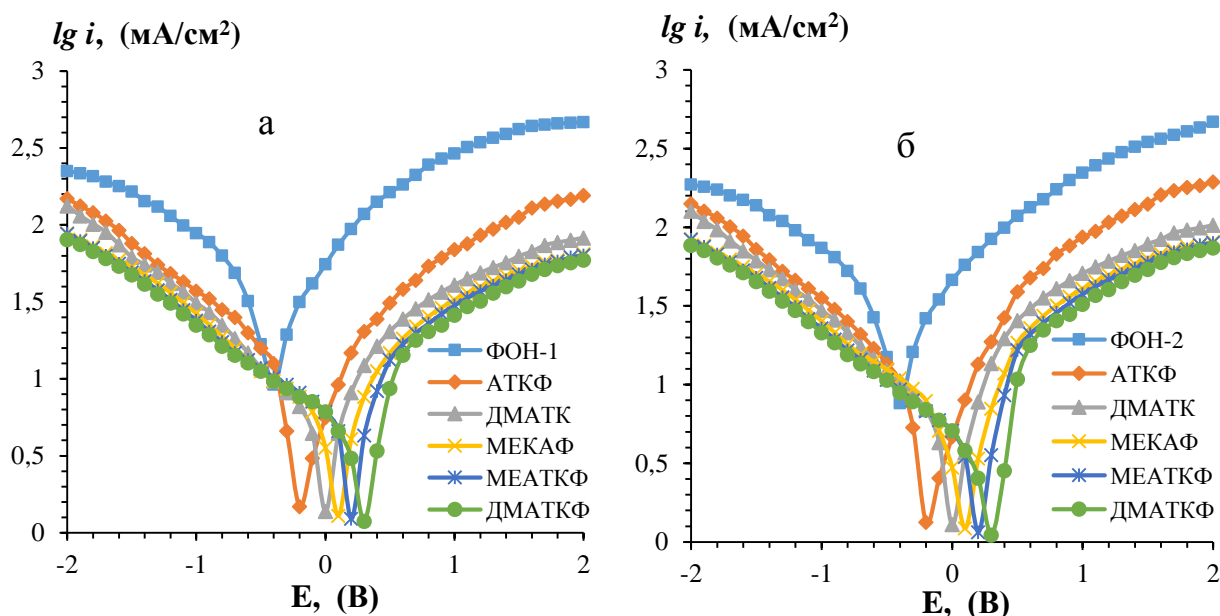 lg i, (мА/см²)
а
3
2,5
2
1,5
1
0,5
0
-2
-1
0
1
2
E, (В)
ФОН-1
АТКФ
ДМАТК
МЕКАФ
МЕАТКФ
ДМАТКФ
lg i, (мА/см²)
б
3
2,5
2
1,5
1
0,5
0
-2
-1
0
1
2
E, (В)
ФОН-2
АТКФ
ДМАТК
МЕКАФ
МЕАТКФ
ДМАТКФ